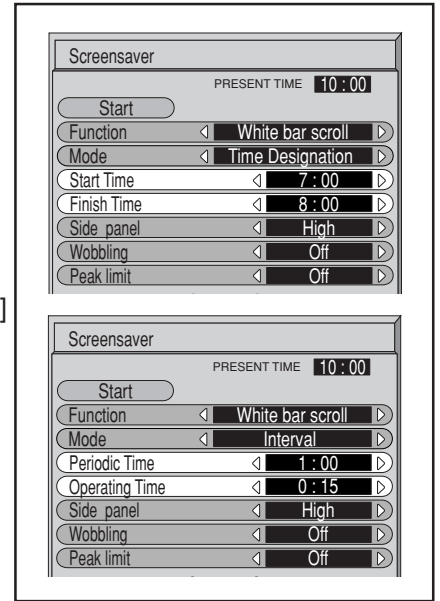 Screensaver
PRESENT TIME 10 : 00
Start
Function White bar scroll
Mode Time Designation
Start Time 7 : 00
Finish Time 8 : 00
Side panel High
Wobbling Off
Peak limit Off
]
Screensaver
PRESENT TIME 10 : 00
Start
Function White bar scroll
Mode Interval
Periodic Time 1 : 00
Operating Time 0 : 15
Side panel High
Wobbling Off
Peak limit Off